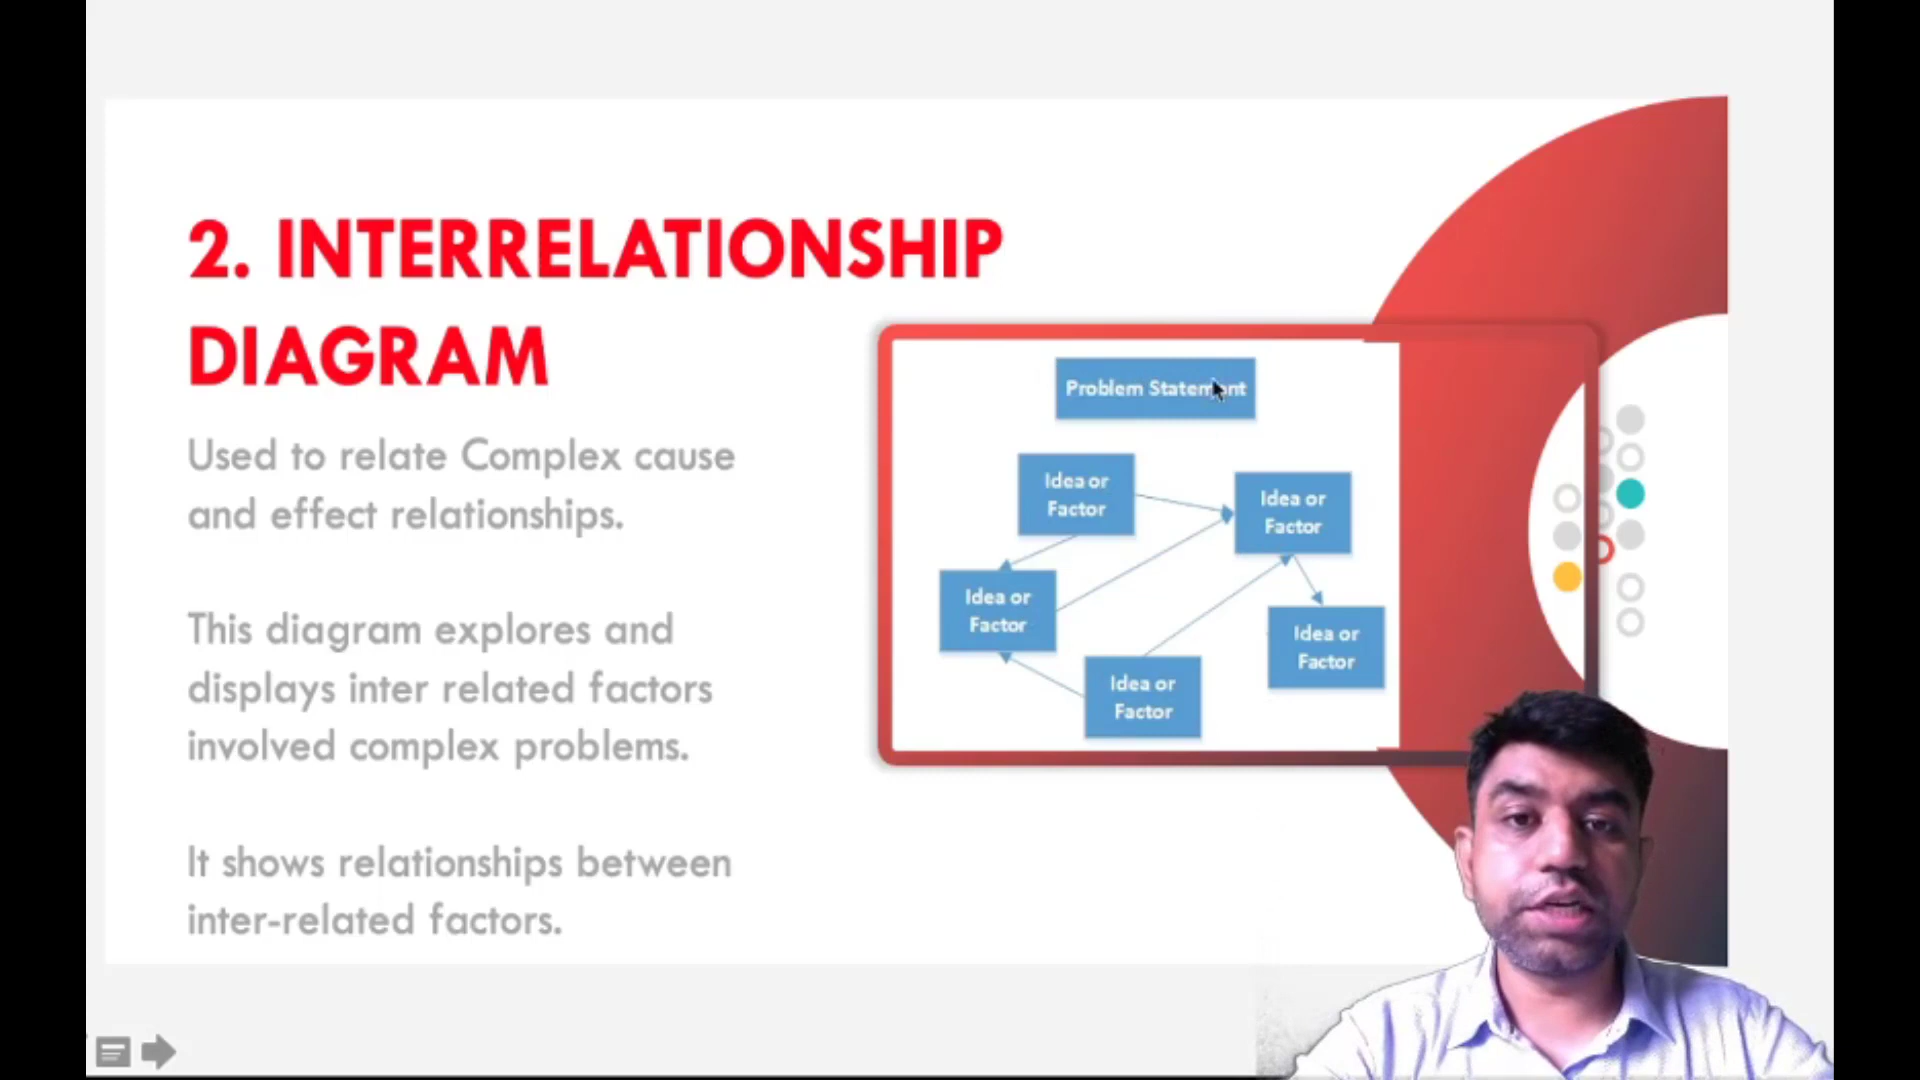 2. INTERRELATIONSHIP
DIAGRAM
Used to relate Complex cause
and effect relationships.
This diagram explores and
displays inter related factors
involved complex problems.
It shows relationships between
inter-related factors.
Problem Statement
Idea or
Factor
Idea or
Factor
Idea or
Factor
Idea or
Factor
Idea or
Factor